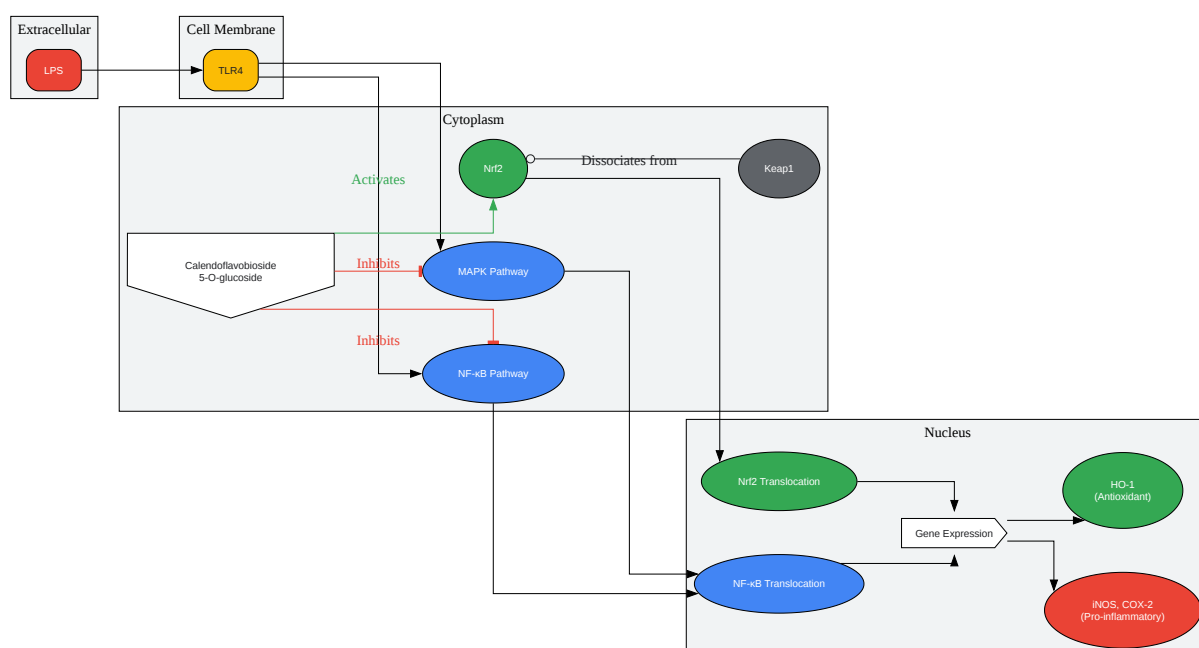 Extracellular
LPS
Cell Membrane
TLR4
Cytoplasm
Nrf2
Dissociates from
Keap1
Activates
Calendoflavobioside
5-O-glucoside
Inhibits
MAPK Pathway
Inhibits
NF-κB Pathway
Nucleus
Nrf2 Translocation
HO-1
(Antioxidant)
Gene Expression
NF-κB Translocation
iNOS, COX-2
(Pro-inflammatory)